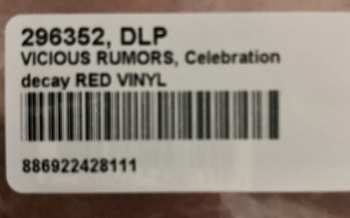 296352, DLP
VICIOUS RUMORS, Celebration
decay RED VINYL
886922428111